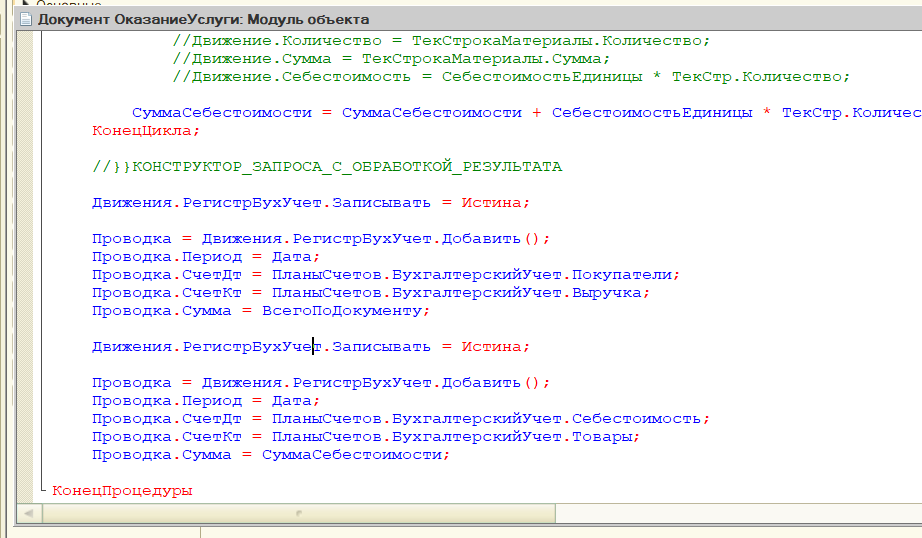 Документ ОказаниеУслуги: Модуль объекта
//Движение.Количество = ТекСтрокаМатериалы.Количество;
//Движение.Сумма = ТекСтрокаМатериалы.Сумма;
//Движение.Себестоимость = СебестоимостьЕдиницы * ТекСтр.Количество;
СуммаСебестоимости = СуммаСебестоимости + СебестоимостьЕдиницы * ТекСтр.Количес
КонецЦикла;
//}}КОНСТРУКТОР_ЗАПРОСА_С_ОБРАБОТКОЙ_РЕЗУЛЬТАТА
Движения.РегистрБухУчет.Записывать = Истина;
Проводка = Движения.РегистрБухУчет.Добавить();
Проводка.Период = Дата;
Проводка.СчетДт = ПланыСчетов.БухгалтерскийУчет.Покупатели;
Проводка.СчетКт = ПланыСчетов.БухгалтерскийУчет.Выручка;
Проводка.Сумма = ВсегоПоДокументу;
Движения.РегистрБухУчет.Записывать = Истина;
Проводка = Движения.РегистрБухУчет.Добавить();
Проводка.Период = Дата;
Проводка.СчетДт = ПланыСчетов.БухгалтерскийУчет.Себестоимость;
Проводка.СчетКт = ПланыСчетов.БухгалтерскийУчет.Товары;
Проводка.Сумма = СуммаСебестоимости;
КонецПроцедуры